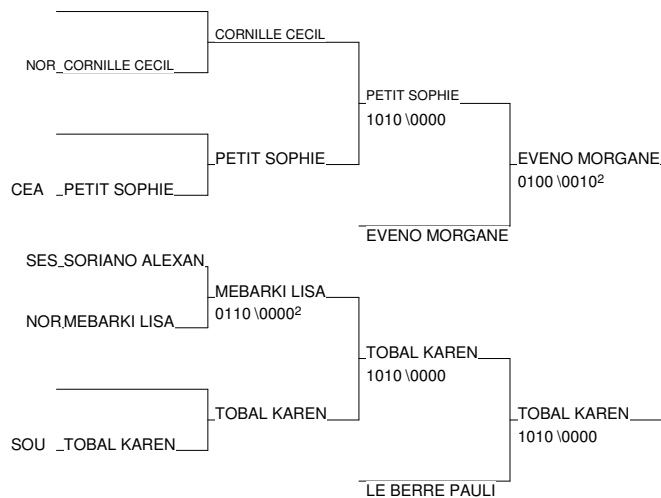 CORNILLE CECIL
NOR CORNILLE CECIL
PETIT SOPHIE
1010 \0000
PETIT SOPHIE
EVENO MORGANE
0100 \0010²
CEA PETIT SOPHIE
EVENO MORGANE
SES SORIANO ALEXAN
MEBARKI LISA
0110 \0000²
NOR MEBARKI LISA
TOBAL KAREN
1010 \0000
TOBAL KAREN
TOBAL KAREN
1010 \0000
SOU TOBAL KAREN
LE BERRE PAULI